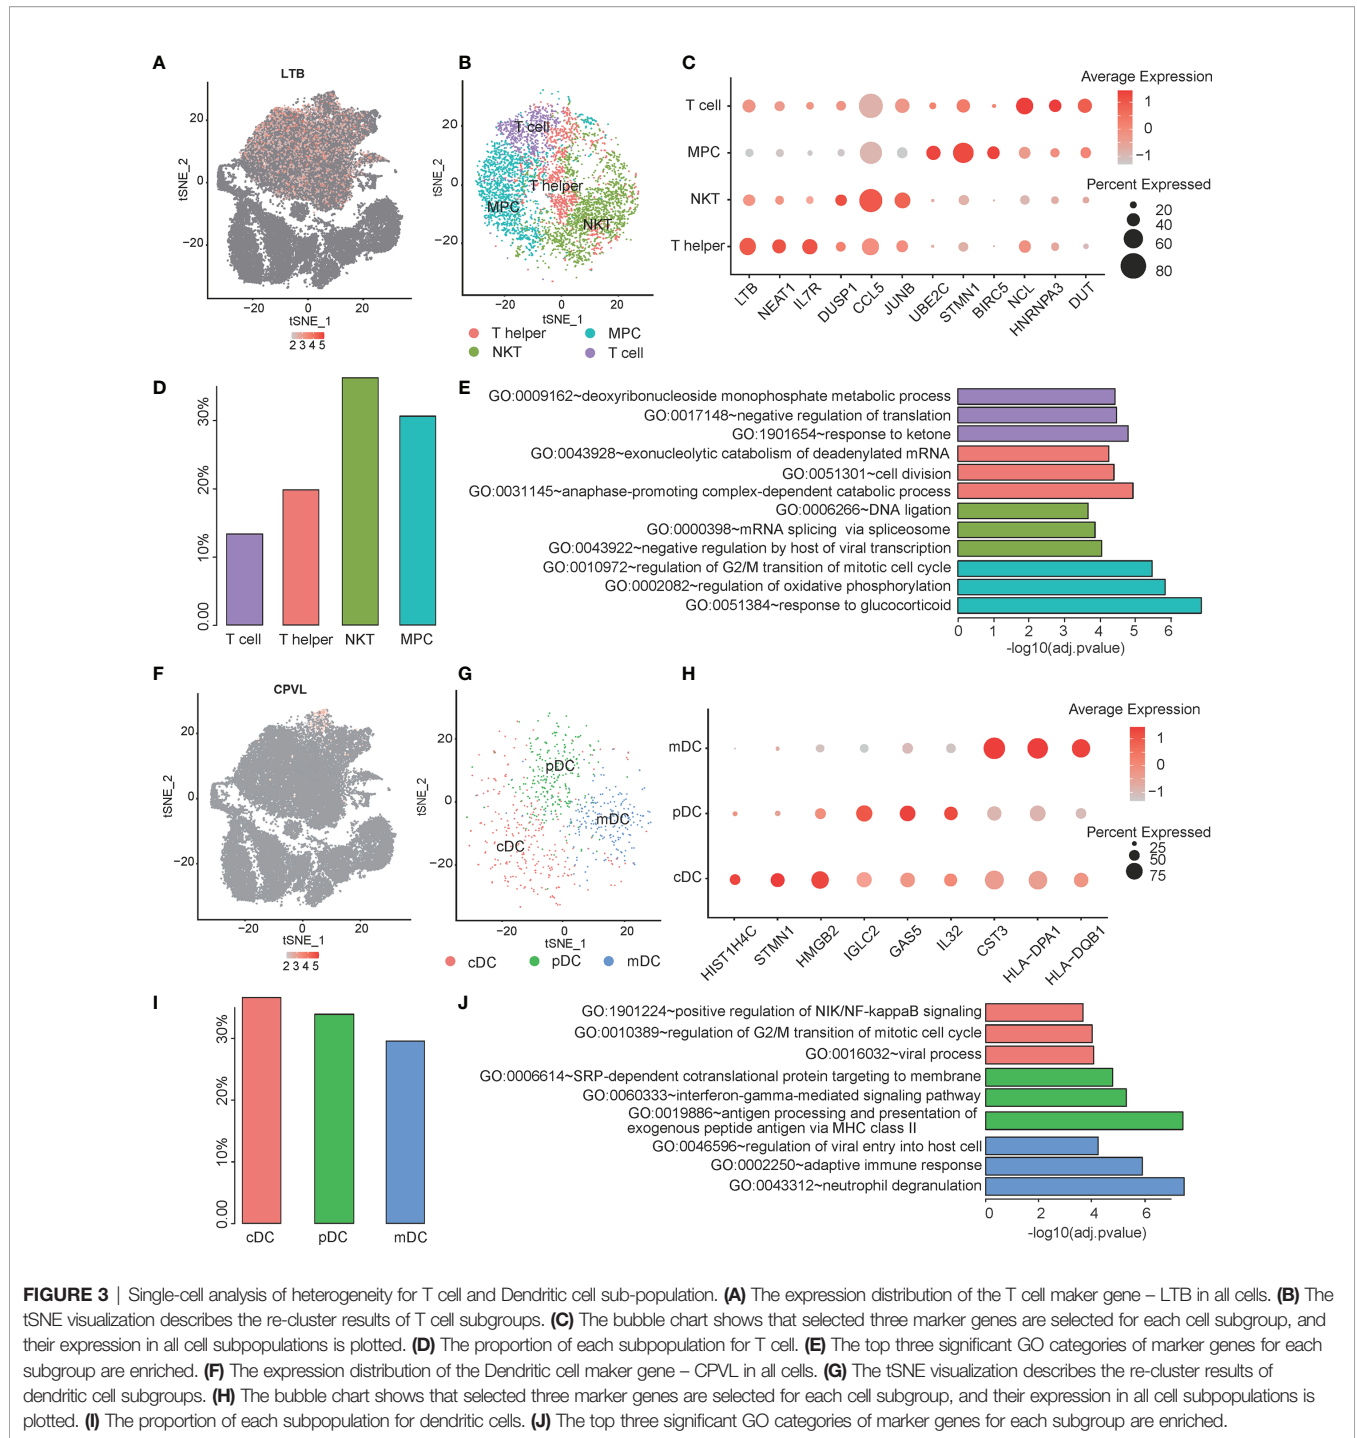 A
LTB
20
0
−20
tSNE_2
−20
0
20
tSNE_1
2 3 4 5
B
20
0
−20
tSNE_2
T cell
T helper
MPC
NKT
−20
0
20
tSNE_1
T helper
MPC
NKT
T cell
C
T cell
MPC
NKT
T helper
LTB
NEAT1
IL7R
DUSP1
CCL5
JUNB
UBE2C
STMN1
BIRC5
NCL
HNRNPA3
DUT
Average Expression
1
0
−1
Percent Expressed
20
40
60
80
D
30%
20%
10%
0.00
T cell
T helper
NKT
MPC
E
GO:0009162~deoxyribonucleoside monophosphate metabolic process
GO:0017148~negative regulation of translation
GO:1901654~response to ketone
GO:0043928~exonucleolytic catabolism of deadenylated mRNA
GO:0051301~cell division
GO:0031145~anaphase-promoting complex-dependent catabolic process
GO:0006266~DNA ligation
GO:0000398~mRNA splicing via spliceosome
GO:0043922~negative regulation by host of viral transcription
GO:0010972~regulation of G2/M transition of mitotic cell cycle
GO:0002082~regulation of oxidative phosphorylation
GO:0051384~response to glucocorticoid
0 1 2 3 4 5 6
-log10(adj.pvalue)
F
CPVL
20
0
−20
tSNE_2
−20
0
20
tSNE_1
2 3 4 5
G
20
0
−20
tSNE_2
pDC
mDC
cDC
−20
0
20
tSNE_1
cDC
pDC
mDC
H
mDC
pDC
cDC
HIST1H4C
STMN1
HMGB2
IGLC2
GAS5
IL32
CST3
HLA−DPA1
HLA−DQB1
Average Expression
1
0
−1
Percent Expressed
25
50
75
I
30%
20%
10%
0.00
cDC
pDC
mDC
J
GO:1901224~positive regulation of NIK/NF-kappaB signaling
GO:0010389~regulation of G2/M transition of mitotic cell cycle
GO:0016032~viral process
GO:0006614~SRP-dependent cotranslational protein targeting to membrane
GO:0060333~interferon-gamma-mediated signaling pathway
GO:0019886~antigen processing and presentation of
exogenous peptide antigen via MHC class II
GO:0046596~regulation of viral entry into host cell
GO:0002250~adaptive immune response
GO:0043312~neutrophil degranulation
0 2 4 6
-log10(adj.pvalue)
FIGURE 3 | Single-cell analysis of heterogeneity for T cell and Dendritic cell sub-population. (A) The expression distribution of the T cell maker gene – LTB in all cells. (B) The
tSNE visualization describes the re-cluster results of T cell subgroups. (C) The bubble chart shows that selected three marker genes are selected for each cell subgroup, and
their expression in all cell subpopulations is plotted. (D) The proportion of each subpopulation for T cell. (E) The top three significant GO categories of marker genes for each
subgroup are enriched. (F) The expression distribution of the Dendritic cell maker gene – CPVL in all cells. (G) The tSNE visualization describes the re-cluster results of
dendritic cell subgroups. (H) The bubble chart shows that selected three marker genes are selected for each cell subgroup, and their expression in all cell subpopulations is
plotted. (I) The proportion of each subpopulation for dendritic cells. (J) The top three significant GO categories of marker genes for each subgroup are enriched.